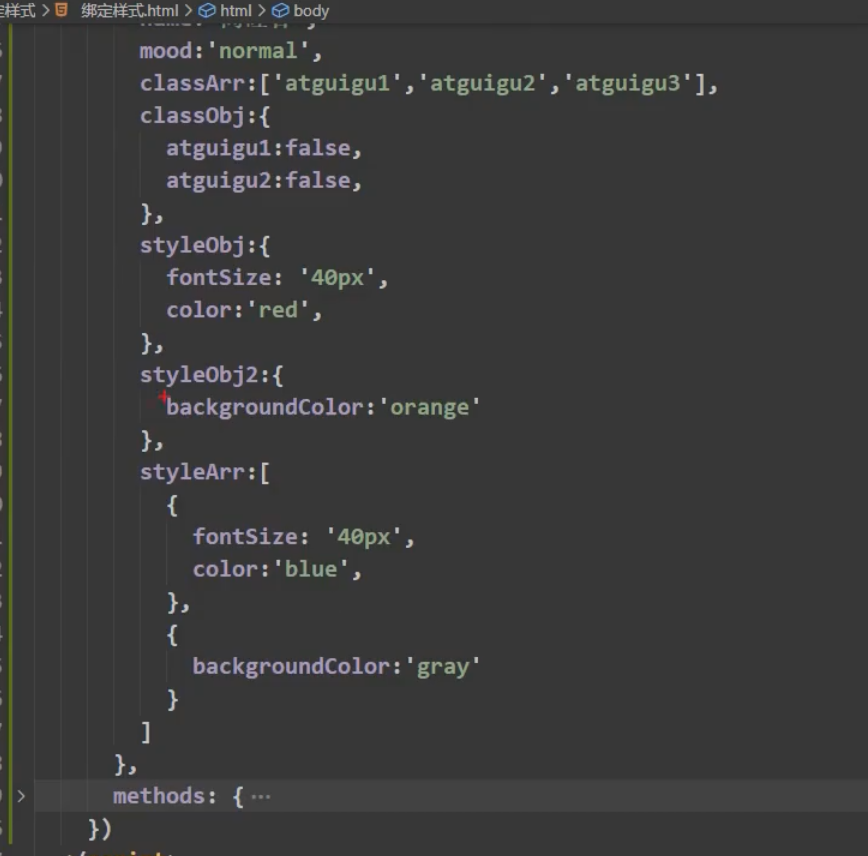 定样式 > 绑定样式.html > html > body
mood:'normal',
classArr:['atguigu1','atguigu2','atguigu3'],
classObj:{
atguigu1:false,
atguigu2:false,
},
styleObj:{
fontSize: '40px',
color:'red',
},
styleObj2:{
backgroundColor:'orange'
},
styleArr:[
{
fontSize: '40px',
color:'blue',
},
{
backgroundColor:'gray'
}
]
},
> methods: { ···
})